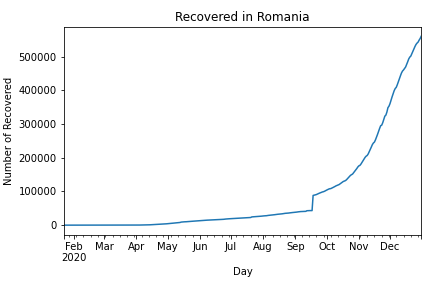 Recovered in Romania
Number of Recovered
500000
400000
300000
200000
100000
0
Feb Mar Apr May Jun Jul Aug Sep Oct Nov Dec
2020
Day